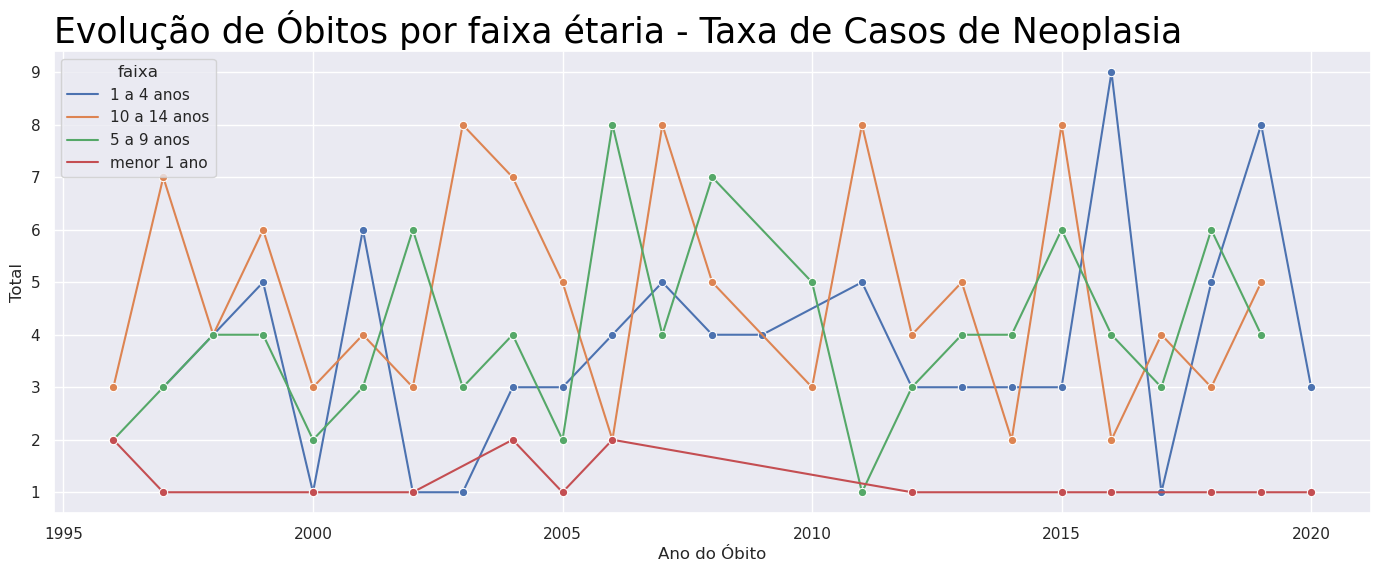 Evolução de Óbitos por faixa étaria - Taxa de Casos de Neoplasia
faixa
1 a 4 anos
10 a 14 anos
5 a 9 anos
menor 1 ano
Total
9
8
7
6
5
4
3
2
1
1995
2000
2005
2010
2015
2020
Ano do Óbito